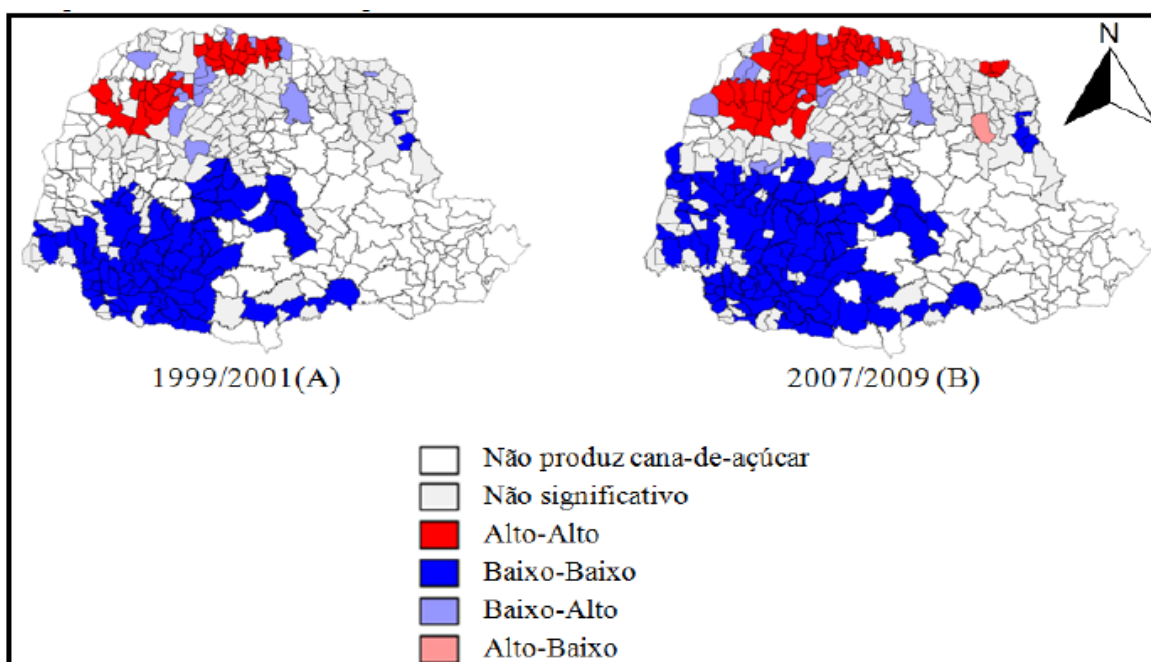 N
1999/2001(A)
2007/2009 (B)
Não produz cana-de-açúcar
Não significativo
Alto-Alto
Baixo-Baixo
Baixo-Alto
Alto-Baixo